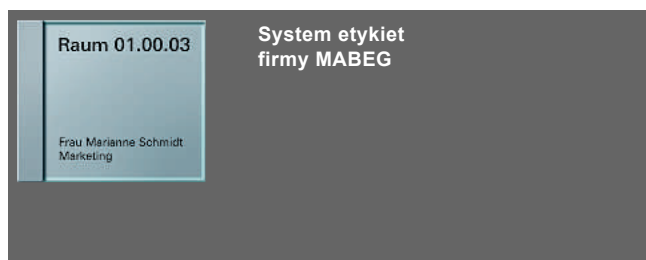 Raum 01.00.03
Frau Marianne Schmidt
Marketing
System etykiet
firmy MABEG